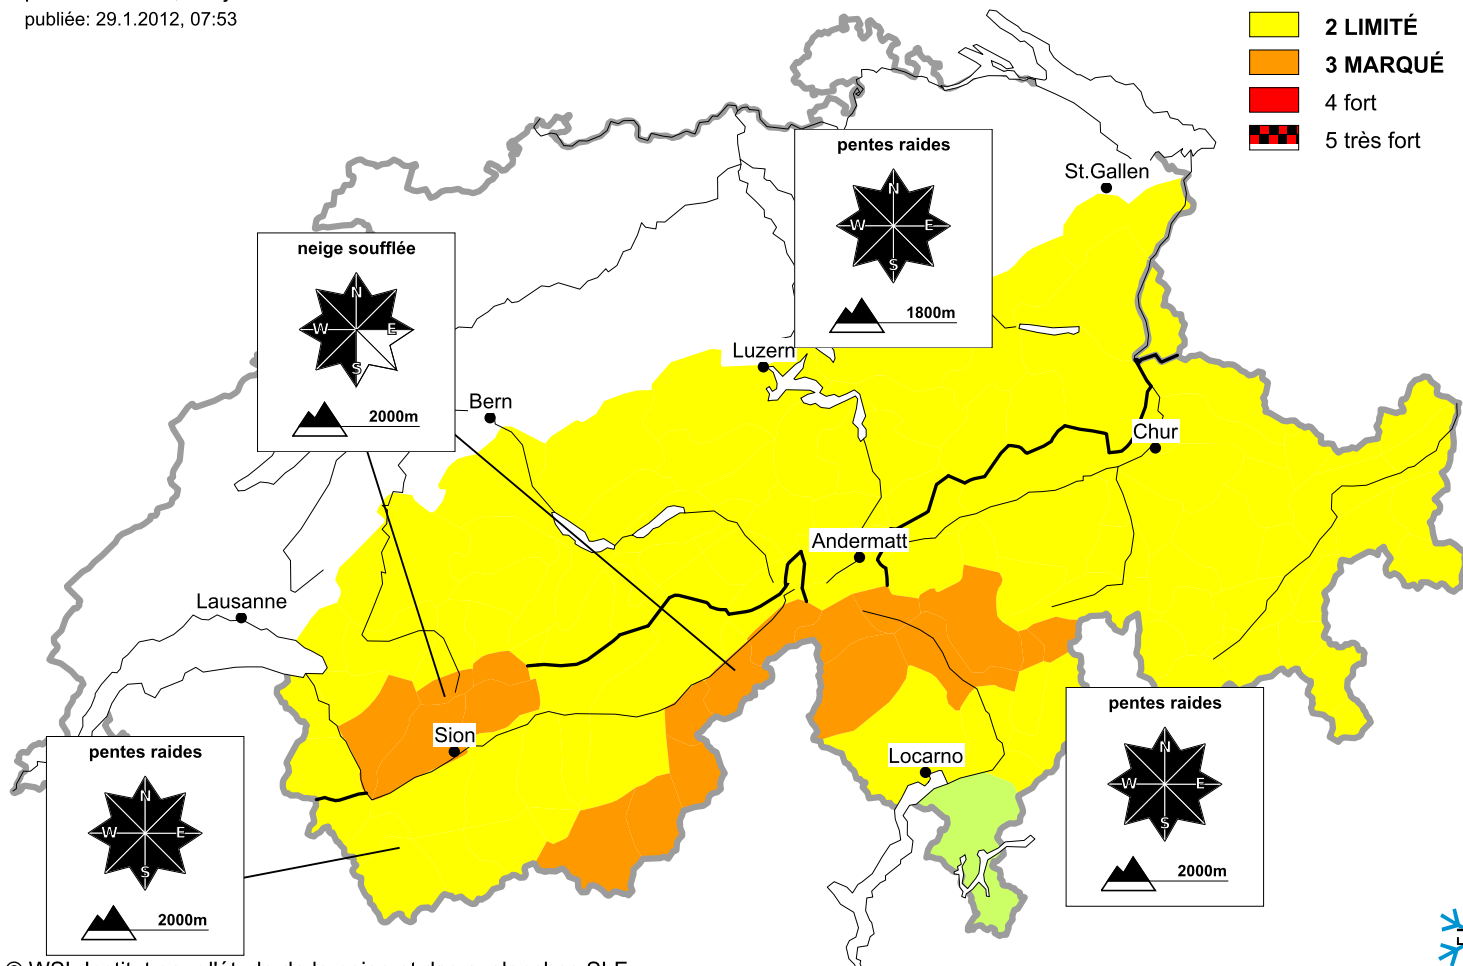 publiée: 29.1.2012, 07:53
2 LIMITÉ
3 MARQUÉ
4 fort
5 très fort
pentes raides
N
W E
S
1800m
St.Gallen
neige soufflée
N
W E
S
2000m
Luzern
Bern
Chur
Andermatt
Lausanne
Sion
Locarno
pentes raides
N
W E
S
2000m
pentes raides
N
W E
S
2000m